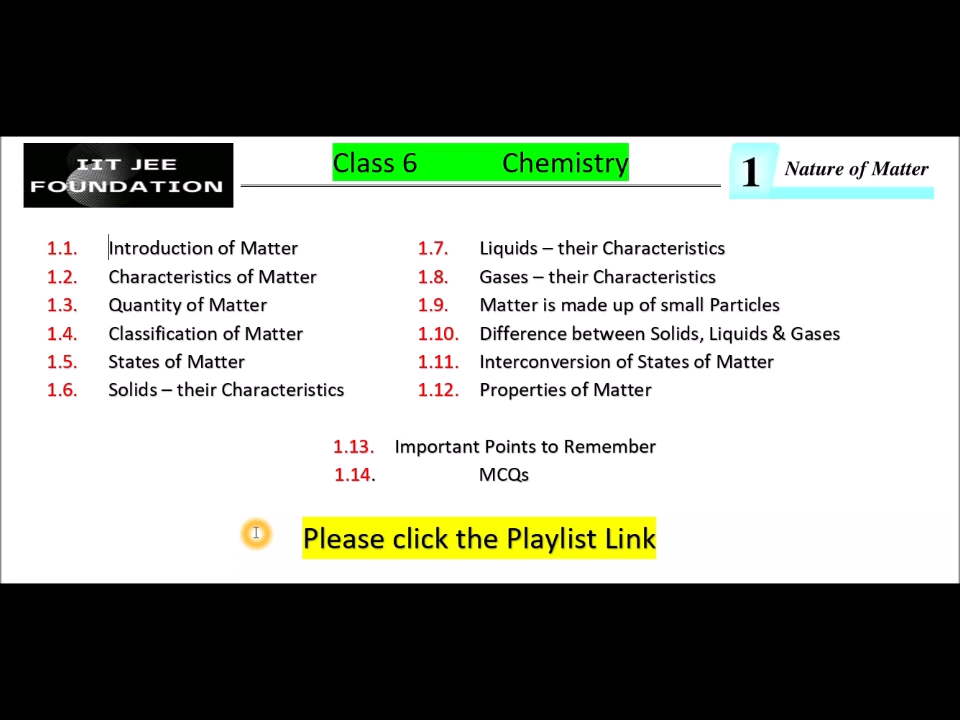 IIT JEE
FOUNDATION
Class 6 Chemistry
1 Nature of Matter
1.1. Introduction of Matter
1.2. Characteristics of Matter
1.3. Quantity of Matter
1.4. Classification of Matter
1.5. States of Matter
1.6. Solids – their Characteristics
1.7. Liquids – their Characteristics
1.8. Gases – their Characteristics
1.9. Matter is made up of small Particles
1.10. Difference between Solids, Liquids & Gases
1.11. Interconversion of States of Matter
1.12. Properties of Matter
1.13. Important Points to Remember
1.14. MCQs
Please click the Playlist Link